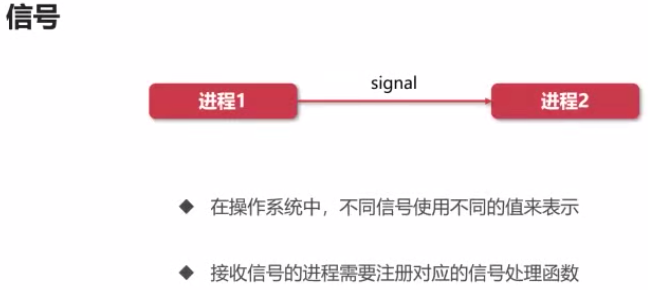 信号
signal
进程1
进程2
◆ 在操作系统中，不同信号使用不同的值来表示
◆ 接收信号的进程需要注册对应的信号处理函数